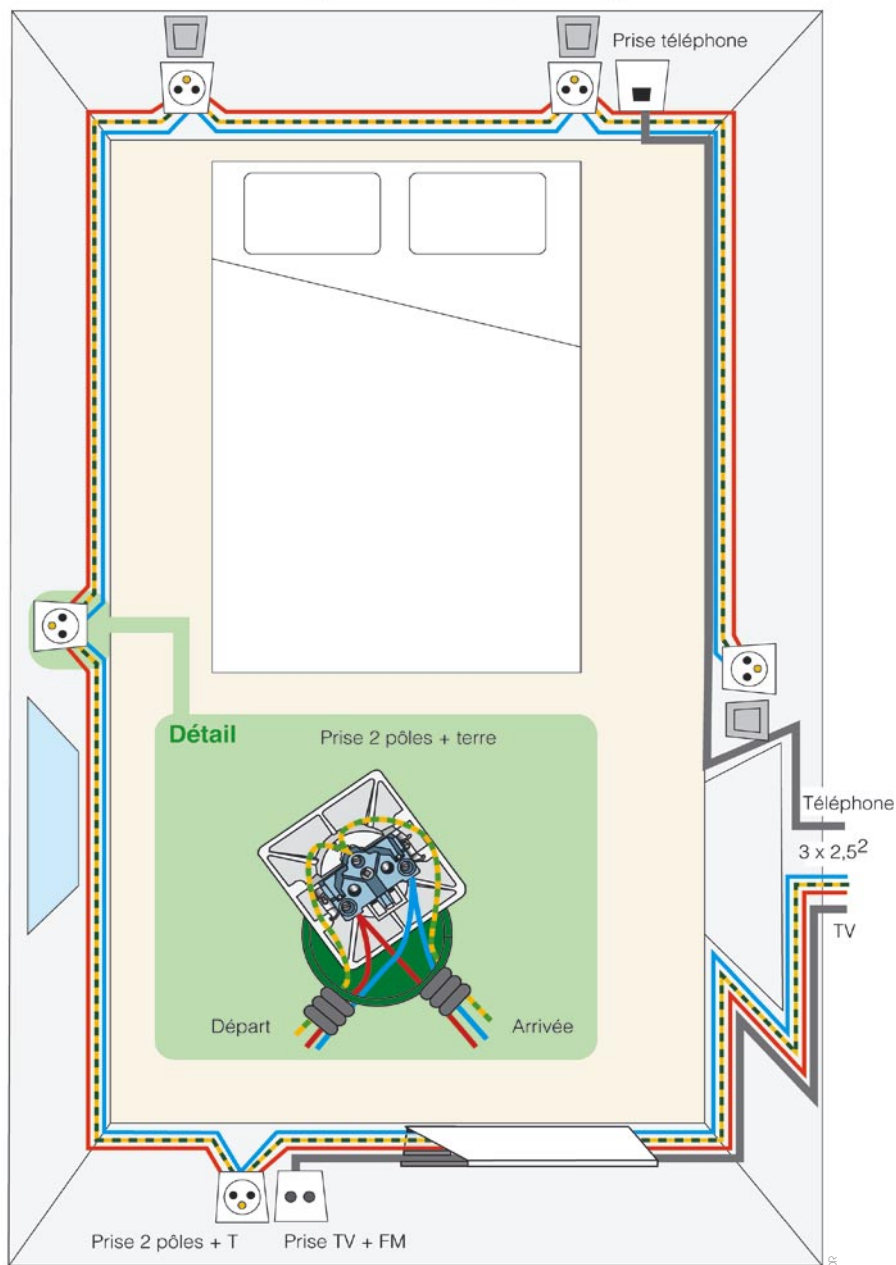 Prise téléphone
Détail
Prise 2 pôles + terre
Téléphone
3 x 2,5²
TV
Départ
Arrivée
Prise 2 pôles + T
Prise TV + FM